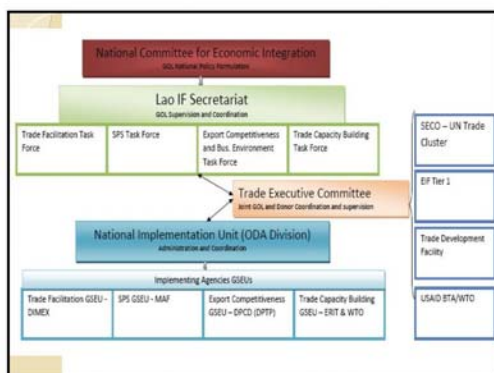 National Committee for Economic Integration
GOL National Policy Formulation
Lao IF Secretariat
GOL Supervision and Coordination
Trade Facilitation Task
Force
SPS Task Force
Export Competitiveness
and Bus. Environment
Task Force
Trade Capacity Building
Task Force
Trade Executive Committee
Joint GOL and Donor Coordination and supervision
SECO – UN Trade
Cluster
EIF Tier 1
Trade Development
Facility
USAID BTA/WTO
National Implementation Unit (ODA Division)
Administration and Coordination
Implementing Agencies GSEUs
Trade Facilitation GSEU -
DIMEX
SPS GSEU - MAF
Export Competitiveness
GSEU – DPCD (DPTP)
Trade Capacity Building
GSEU – ERIT & WTO